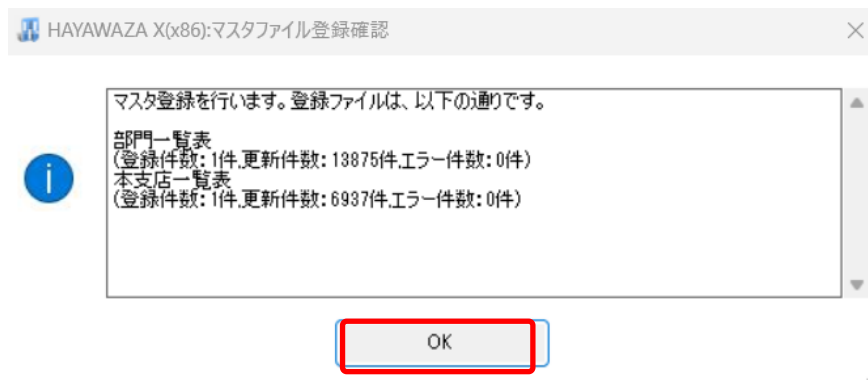 HAYAWAZA X(x86):マスタファイル登録確認
マスタ登録を行います。登録ファイルは、以下の通りです。
部門一覧表
(登録件数:1件,更新件数:13875件,エラー件数:0件)
本支店一覧表
(登録件数:1件,更新件数:6937件,エラー件数:0件)
OK